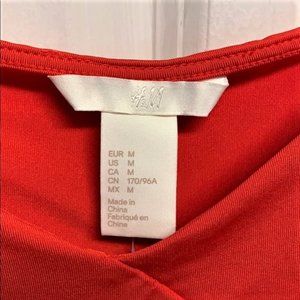 H&M
EUR M
US M
CA M
CN 170/96A
MX M
Made in
China
Fabriqué en
Chine